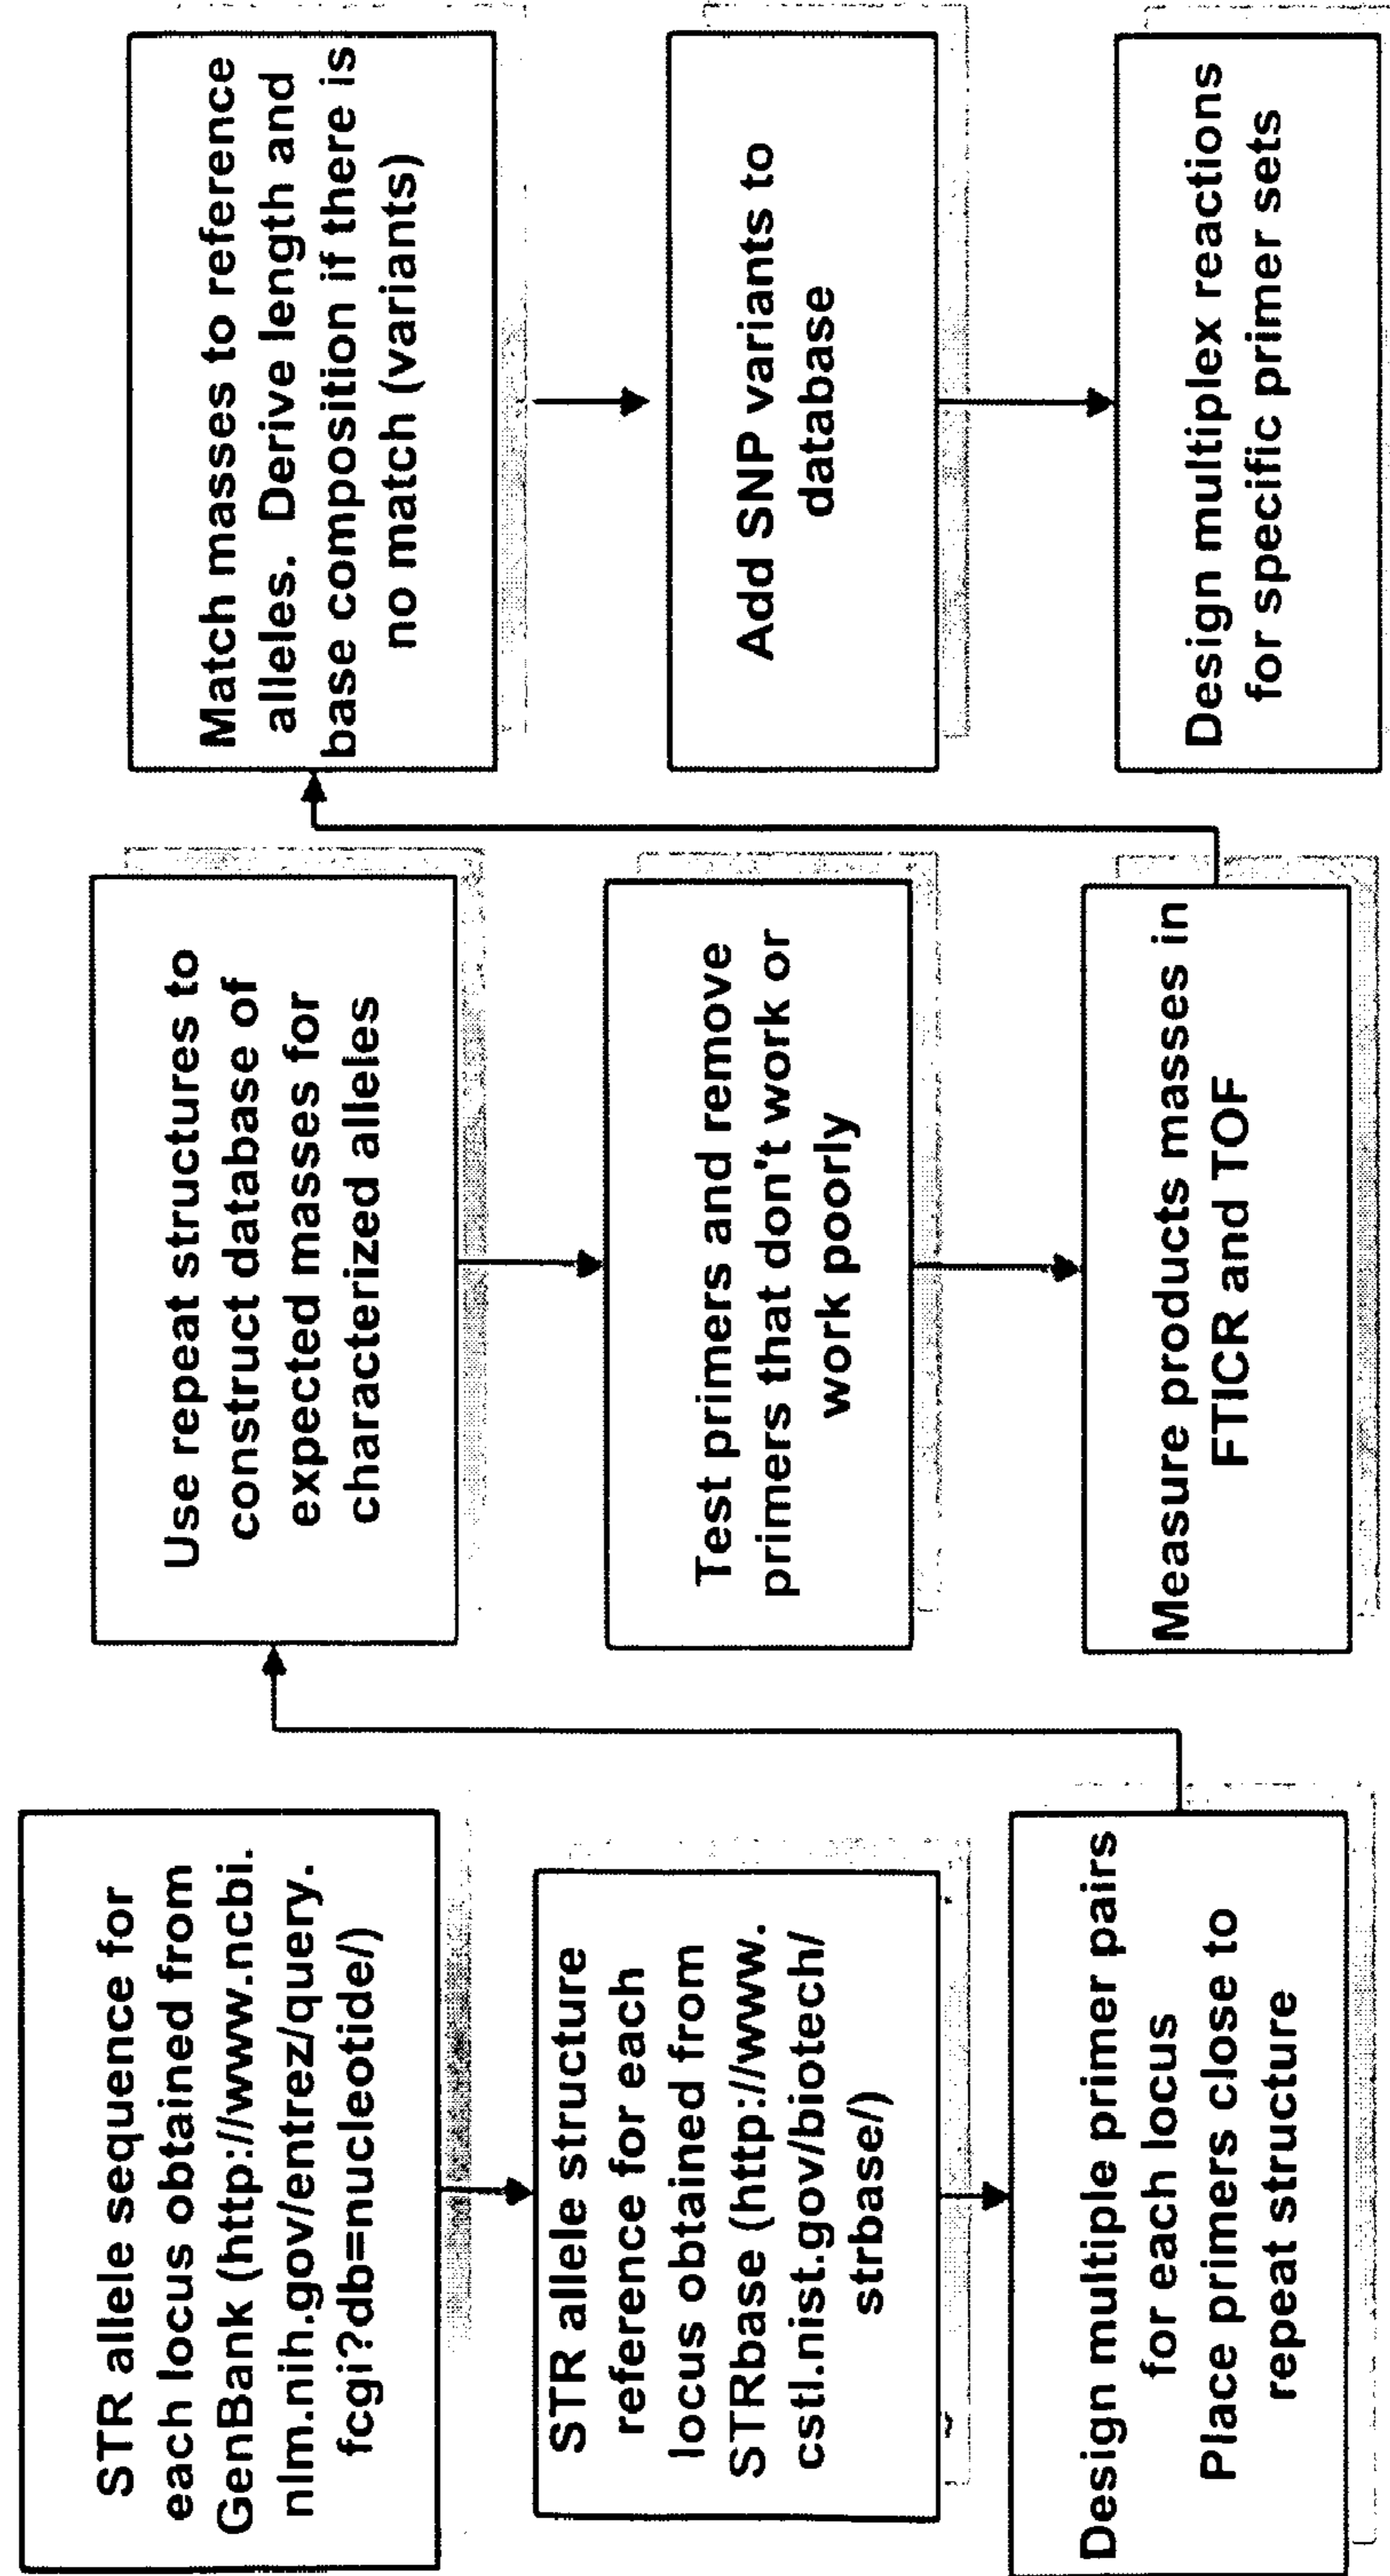 STR allele sequence for
each locus obtained from
GenBank (http://www.ncbi.
nlm.nih.gov/entrez/query.
fcgi?db=nucleotide/)
STR allele structure
reference for each
locus obtained from
STRbase (http://www.
cstl.nist.gov/biotech/
strbase/)
Design multiple primer pairs
for each locus
Place primers close to
repeat structure
Use repeat structures to
construct database of
expected masses for
characterized alleles
Test primers and remove
primers that don't work or
work poorly
Measure products masses in
FTICR and TOF
Match masses to reference
alleles. Derive length and
base composition if there is
no match (variants)
Add SNP variants to
database
Design multiplex reactions
for specific primer sets